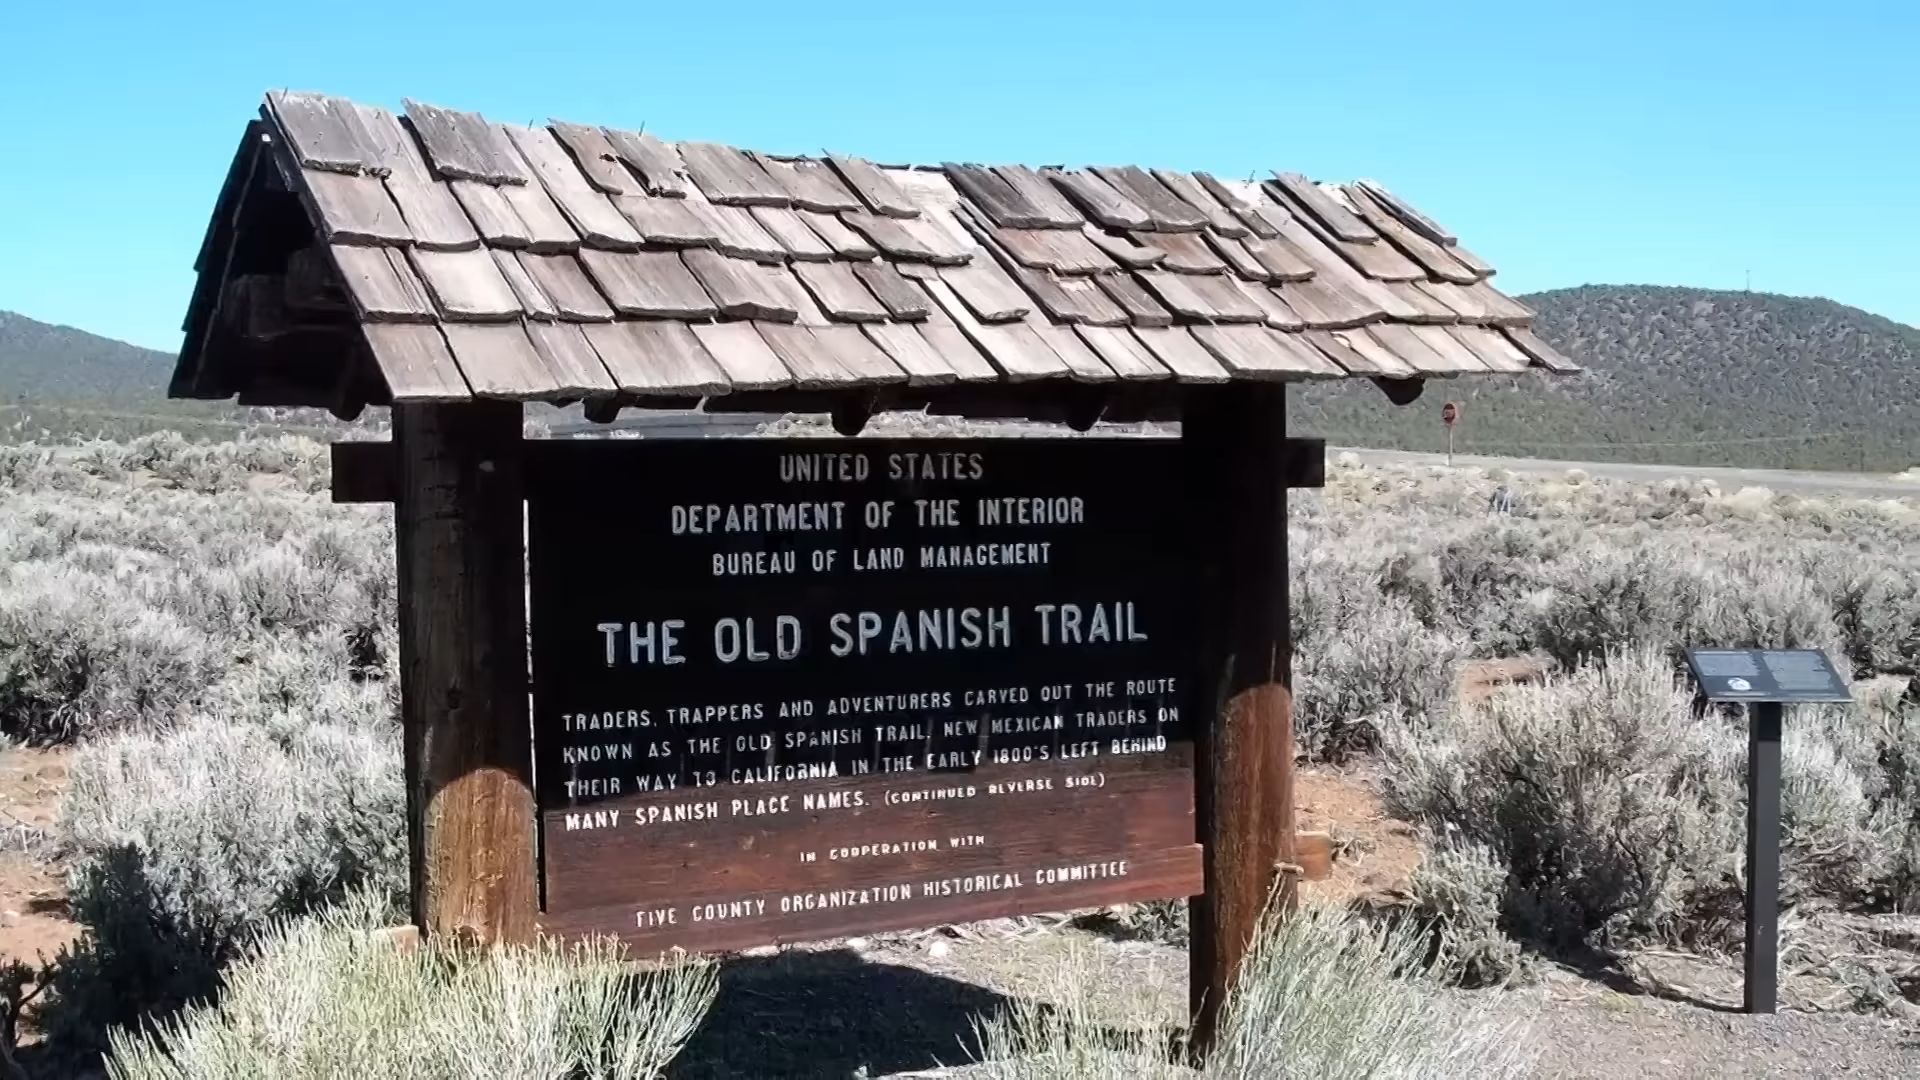 UNITED STATES
DEPARTMENT OF THE INTERIOR
BUREAU OF LAND MANAGEMENT
THE OLD SPANISH TRAIL
TRADERS, TRAPPERS AND ADVENTURERS CARVED OUT THE ROUTE
KNOWN AS THE OLD SPANISH TRAIL. NEW MEXICAN TRADERS ON
THEIR WAY TO CALIFORNIA IN THE EARLY 1800'S LEFT BEHIND
MANY SPANISH PLACE NAMES. (CONTINUED REVERSE SIDE)
IN COOPERATION WITH
FIVE COUNTY ORGANIZATION HISTORICAL COMMITTEE